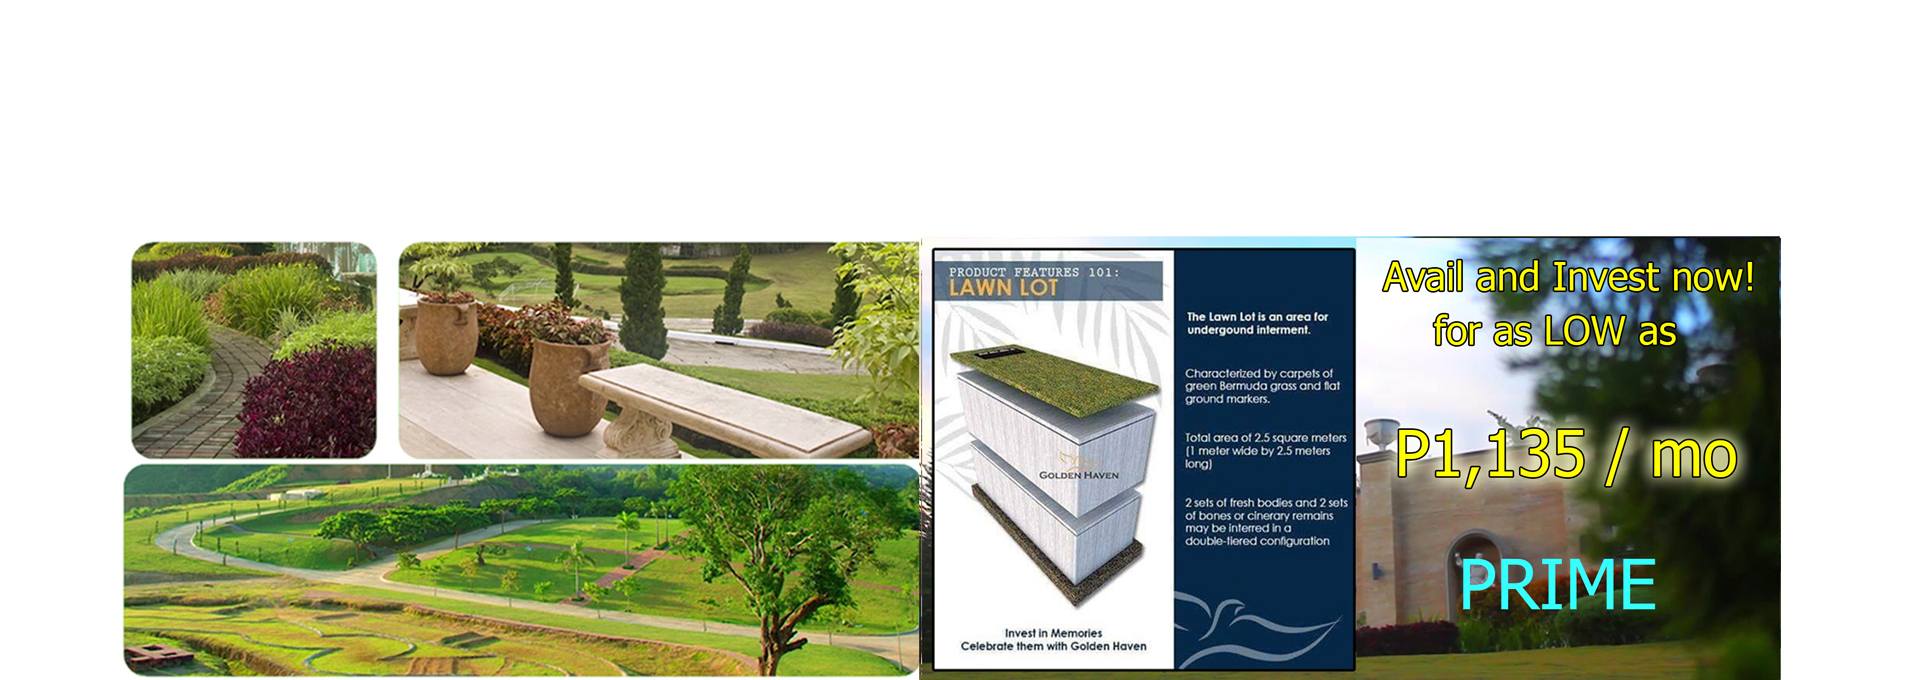 PRODUCT FEATURES 101:
LAWN LOT
GOLDEN HAVEN
Invest in Memories
Celebrate them with Golden Haven
The Lawn Lot is an area for
undergound interment.
Characterized by carpets of
green Bermuda grass and flat
ground markers.
Total area of 2.5 square meters
(1 meter wide by 2.5 meters
long)
2 sets of fresh bodies and 2 sets
of bones or cinerary remains
may be interred in a
double-tiered configuration
Avail and Invest now!
for as LOW as
P1,135 / mo
PRIME